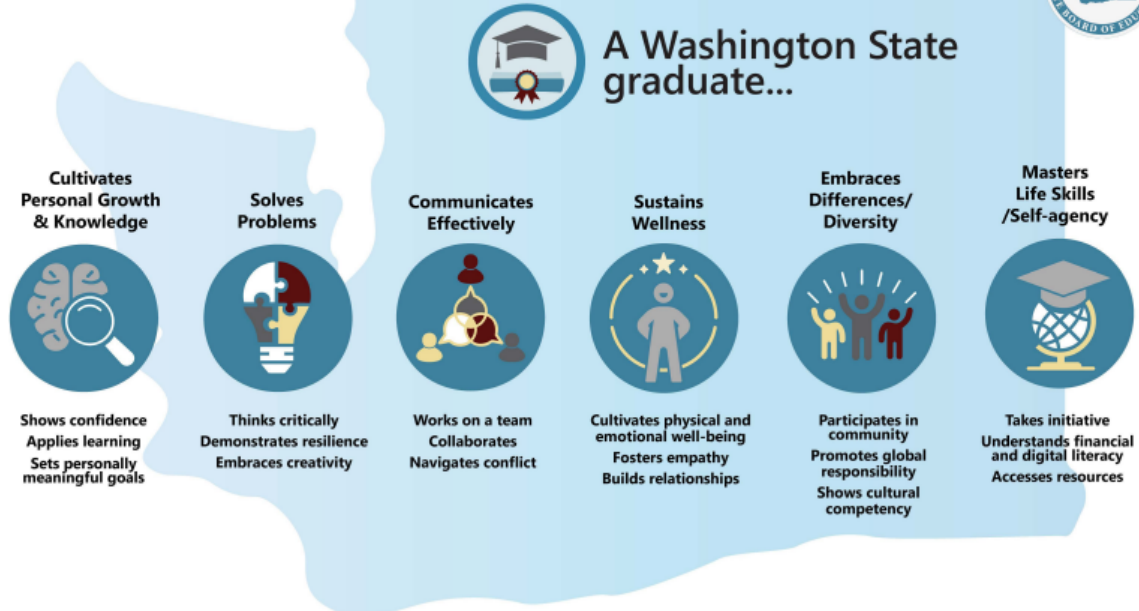 A Washington State
graduate...
BOARD OF EDU
Cultivates
Personal Growth
& Knowledge
Shows confidence
Applies learning
Sets personally
meaningful goals
Solves
Problems
Thinks critically
Demonstrates resilience
Embraces creativity
Communicates
Effectively
Works on a team
Collaborates
Navigates conflict
Sustains
Wellness
Cultivates physical and
emotional well-being
Fosters empathy
Builds relationships
Embraces
Differences/
Diversity
Participates in
community
Promotes global
responsibility
Shows cultural
competency
Masters
Life Skills
/Self-agency
Takes initiative
Understands financial
and digital literacy
Accesses resources